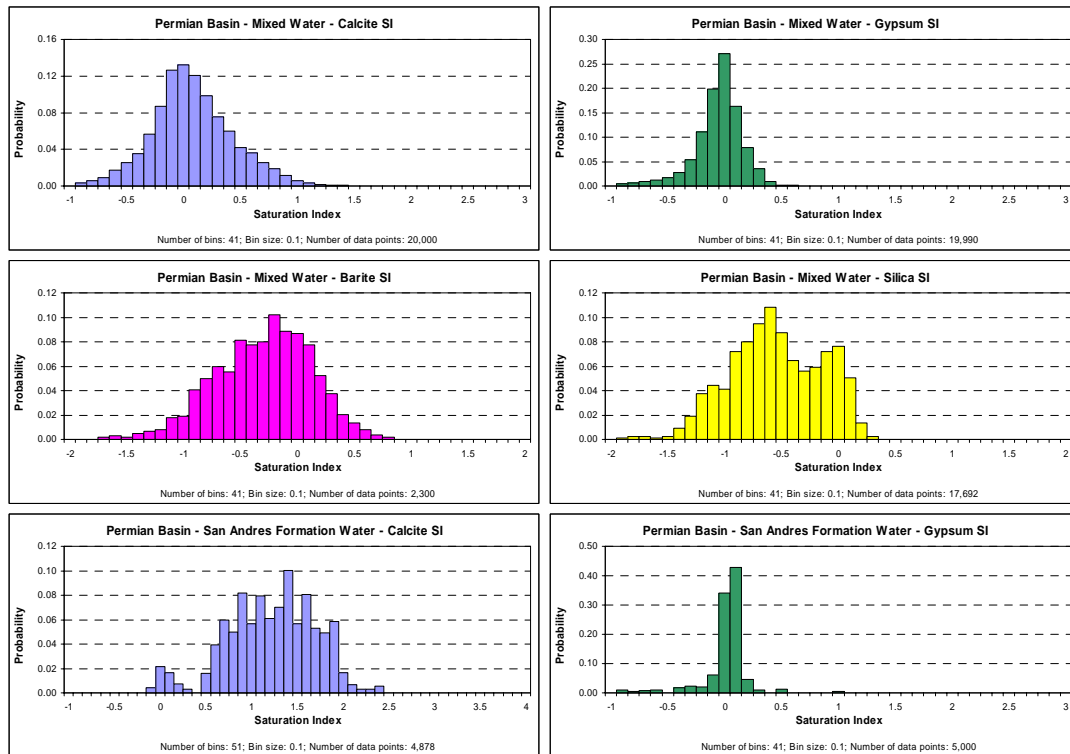 Permian Basin - Mixed Water - Calcite SI
0.16
0.12
0.08
0.04
0.00
Probability
-1 -0.5 0 0.5 1 1.5 2 2.5 3
Saturation Index
Number of bins: 41; Bin size: 0.1; Number of data points: 20,000
Permian Basin - Mixed Water - Gypsum SI
0.30
0.25
0.20
0.15
0.10
0.05
0.00
Probability
-1 -0.5 0 0.5 1 1.5 2 2.5 3
Saturation Index
Number of bins: 41; Bin size: 0.1; Number of data points: 19,990
Permian Basin - Mixed Water - Barite SI
0.12
0.10
0.08
0.06
0.04
0.02
0.00
Probability
-2 -1.5 -1 -0.5 0 0.5 1 1.5 2
Saturation Index
Number of bins: 41; Bin size: 0.1; Number of data points: 2,300
Permian Basin - Mixed Water - Silica SI
0.12
0.10
0.08
0.06
0.04
0.02
0.00
Probability
-2 -1.5 -1 -0.5 0 0.5 1 1.5 2
Saturation Index
Number of bins: 41; Bin size: 0.1; Number of data points: 17,692
Permian Basin - San Andres Formation Water - Calcite SI
0.12
0.10
0.08
0.06
0.04
0.02
0.00
Probability
-1 -0.5 0 0.5 1 1.5 2 2.5 3 3.5 4
Saturation Index
Number of bins: 51; Bin size: 0.1; Number of data points: 4,878
Permian Basin - San Andres Formation Water - Gypsum SI
0.50
0.40
0.30
0.20
0.10
0.00
Probability
-1 -0.5 0 0.5 1 1.5 2 2.5 3
Saturation Index
Number of bins: 41; Bin size: 0.1; Number of data points: 5,000